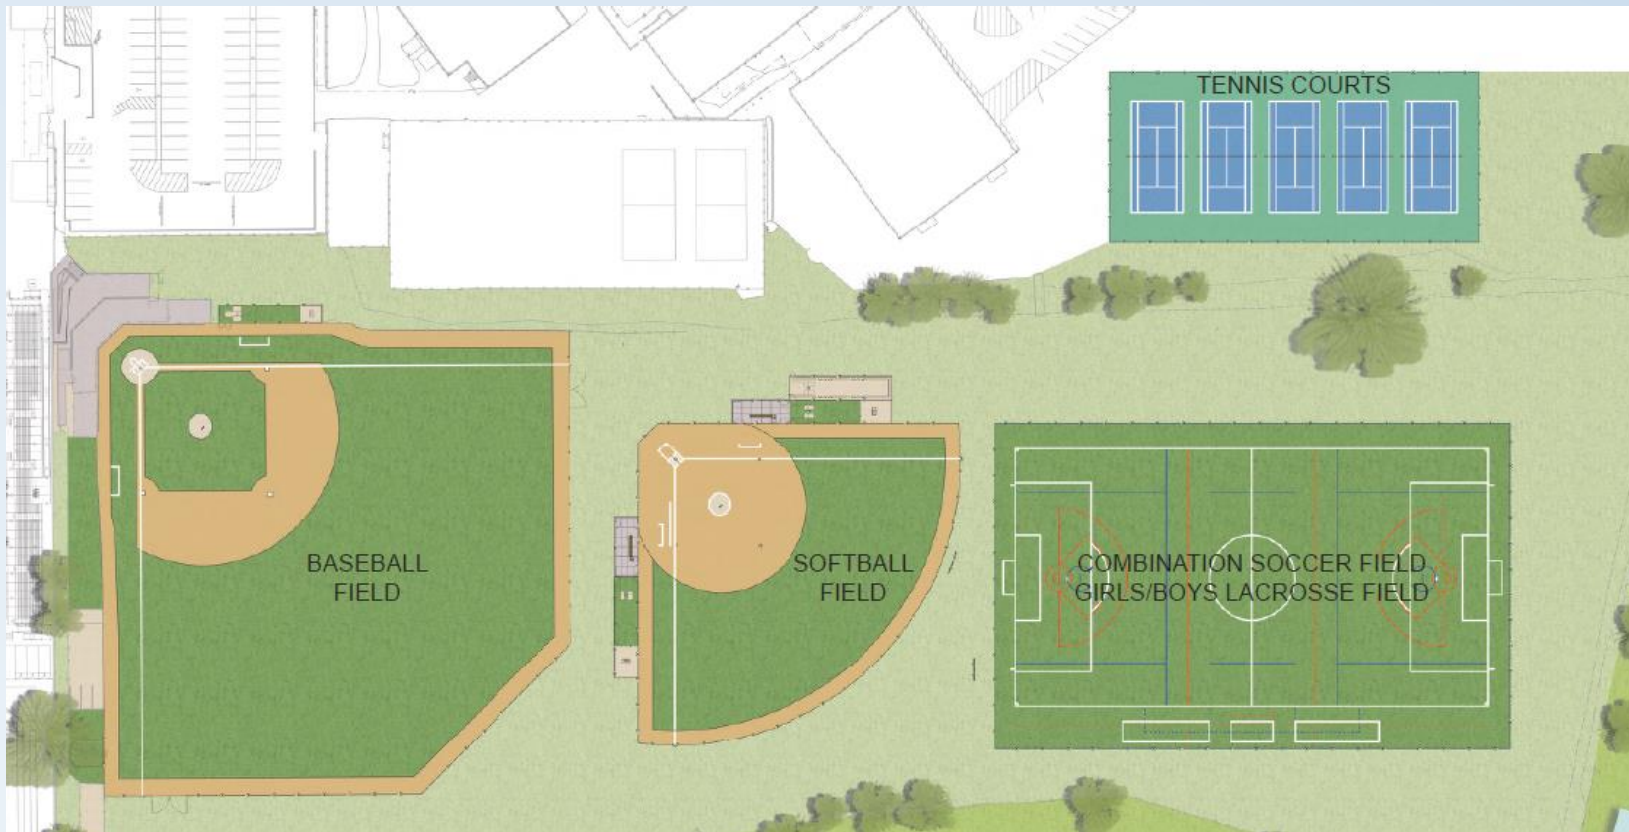 TENNIS COURTS
BASEBALL
FIELD
SOFTBALL
FIELD
COMBINATION SOCCER FIELD
GIRLS/BOYS LACROSSE FIELD